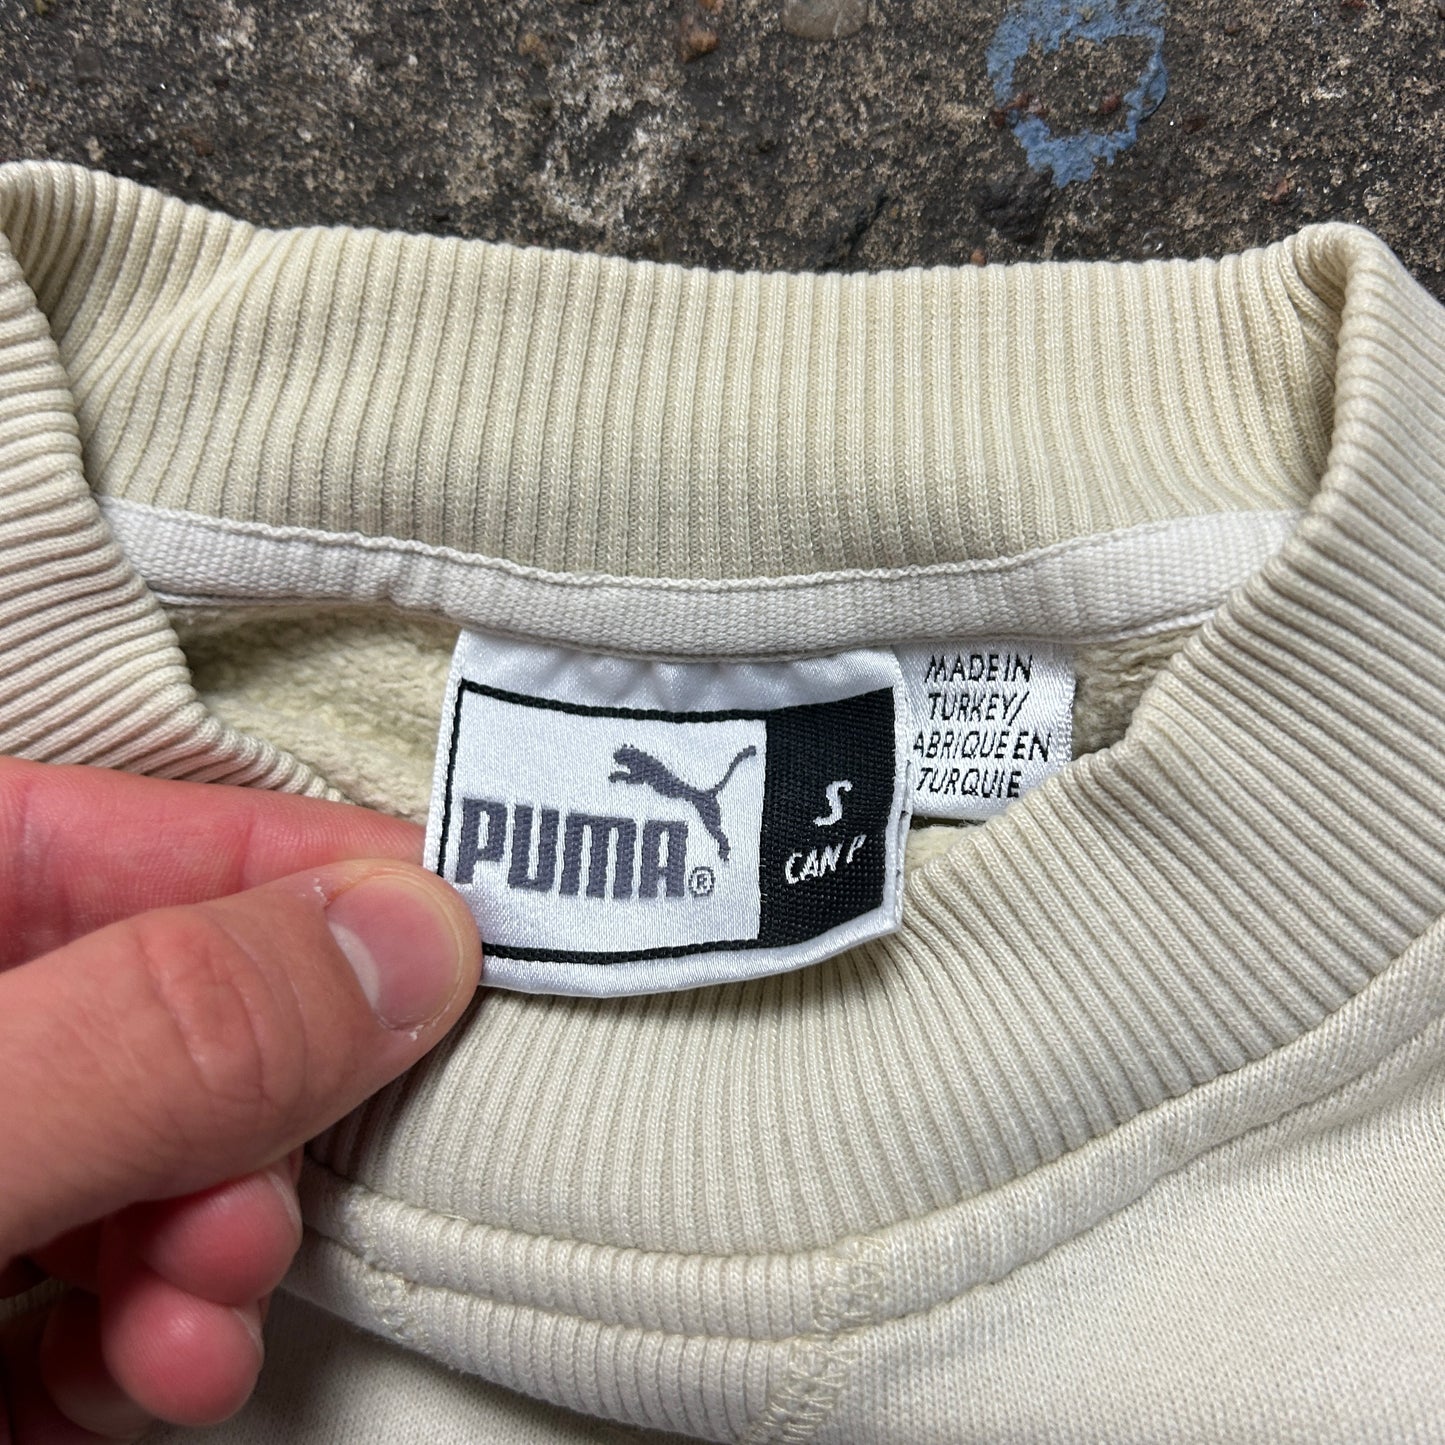 PUMA®
S
CAN P
MADE IN
TURKEY/
ABRIQUE EN
TURQUIE